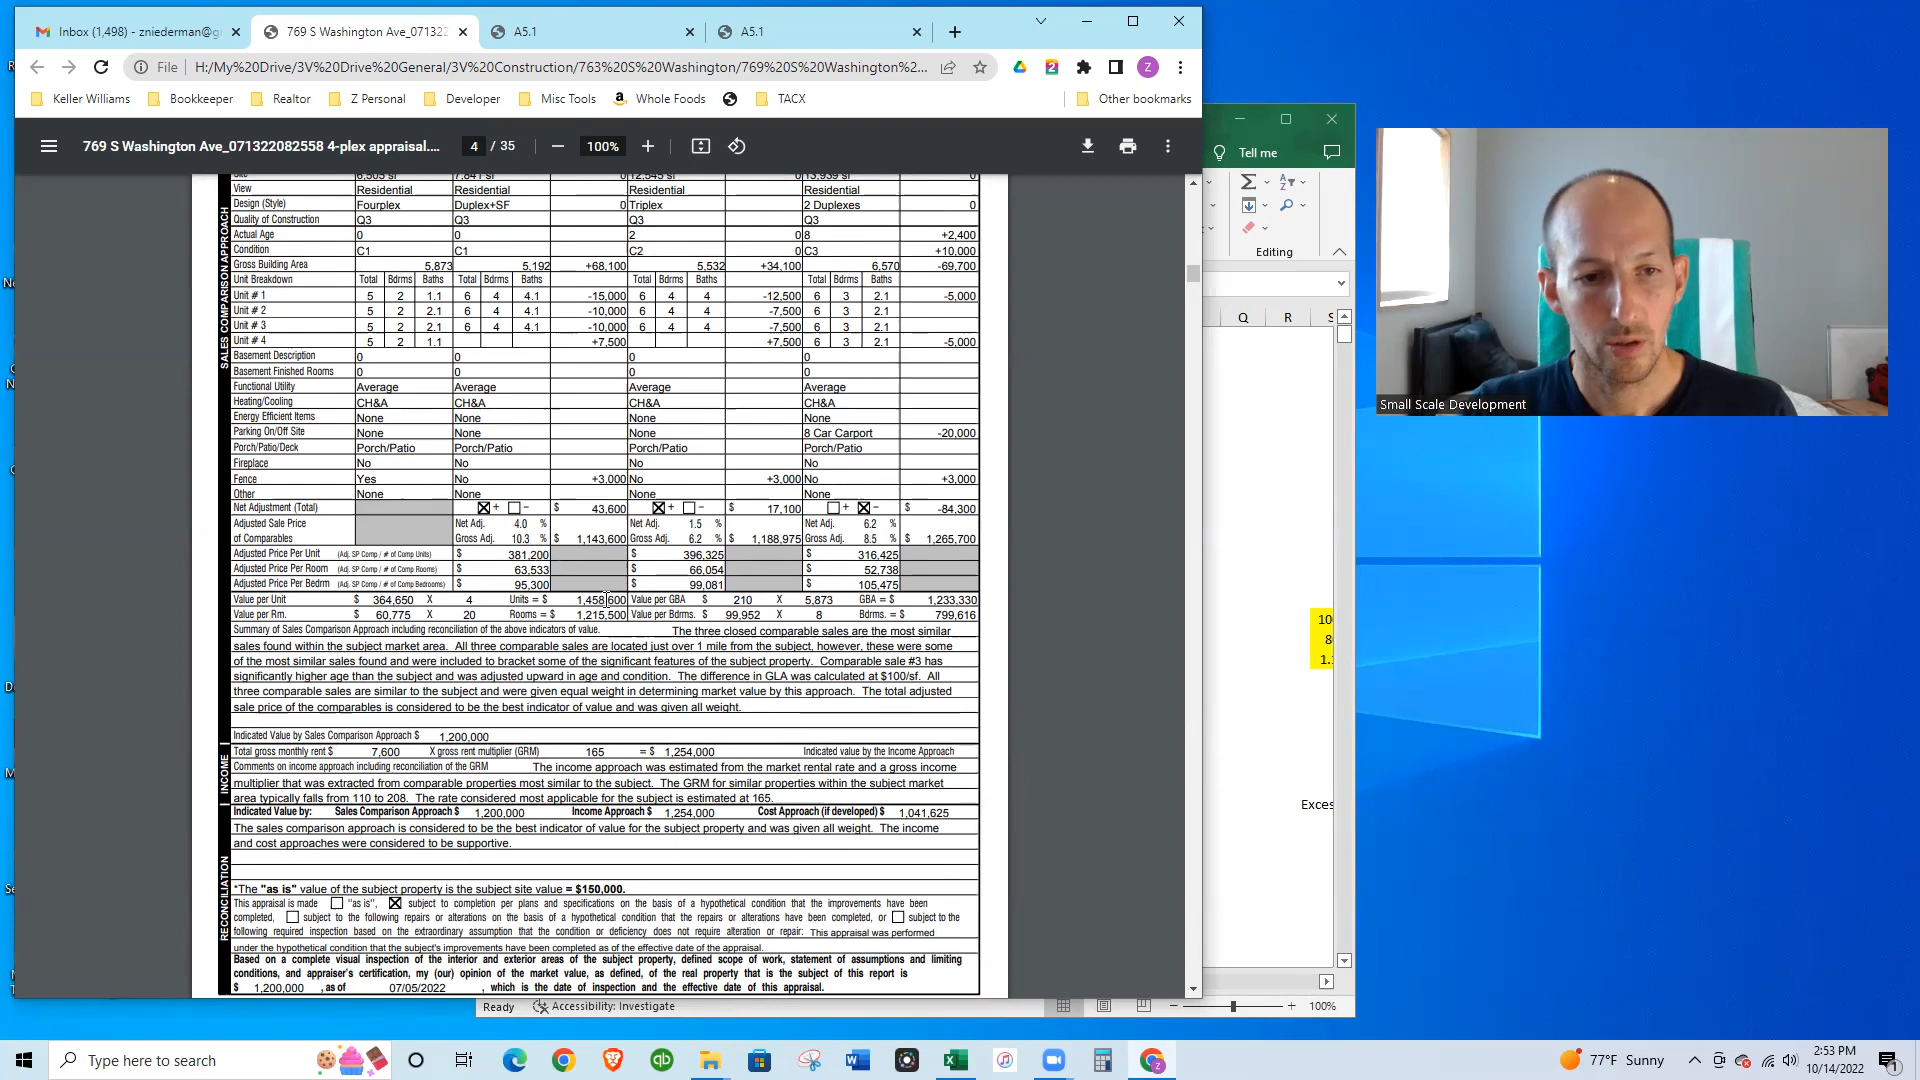 Inbox (1,498) - zniederman@g
769 S Washington Ave_071322
A5.1
A5.1
File H:/My%20Drive/3V%20Drive%20General/3V%20Construction/763%20S%20Washington/769%20S%20Washington%2...
Keller Williams Bookkeeper Realtor Z Personal Developer Misc Tools Whole Foods TACX Other bookmarks
769 S Washington Ave_071322082558 4-plex appraisal.... 4 / 35 100%
Tell me
Editing
Q R S
SALES COMPARISON APPROACH
6,505 sf 7,841 sf 0 12,545 sf 13,939 sf 0
View Residential Residential Residential Residential
Design (Style) Fourplex Duplex+SF 0 Triplex 2 Duplexes 0
Quality of Construction Q3 Q3 Q3 Q3
Actual Age 0 0 2 0 8 +2,400
Condition C1 C1 C2 0 C3 +10,000
Gross Building Area 5,873 5,192 +68,100 5,532 +34,100 6,570 -69,700
Unit Breakdown Total Bdrms Baths Total Bdrms Baths Total Bdrms Baths Total Bdrms Baths
Unit # 1 5 2 1.1 6 4 4.1 -15,000 6 4 4 -12,500 6 3 2.1 -5,000
Unit # 2 5 2 2.1 6 4 4.1 -10,000 6 4 4 -7,500 6 3 2.1
Unit # 3 5 2 2.1 6 4 4.1 -10,000 6 4 4 -7,500 6 3 2.1
Unit # 4 5 2 1.1 +7,500 +7,500 6 3 2.1 -5,000
Basement Description 0 0 0 0
Basement Finished Rooms 0 0 0 0
Functional Utility Average Average Average Average
Heating/Cooling CH&A CH&A CH&A CH&A
Energy Efficient Items None None None None
Parking On/Off Site None None None 8 Car Carport -20,000
Porch/Patio/Deck Porch/Patio Porch/Patio Porch/Patio Porch/Patio
Fireplace No No No No
Fence Yes No +3,000 No +3,000 No +3,000
Other None None None None
Net Adjustment (Total) + - $ 43,600 + - $ 17,100 + - $ -84,300
Adjusted Sale Price Net Adj. 4.0 % Net Adj. 1.5 % Net Adj. 6.2 %
of Comparables Gross Adj. 10.3 % $ 1,143,600 Gross Adj. 6.2 % $ 1,188,975 Gross Adj. 8.5 % $ 1,265,700
Adjusted Price Per Unit (Adj. SP Comp / # of Comp Units) $ 381,200 $ 396,325 $ 316,425
Adjusted Price Per Room (Adj. SP Comp / # of Comp Rooms) $ 63,533 $ 66,054 $ 52,738
Adjusted Price Per Bedrm (Adj. SP Comp / # of Comp Bedrooms) $ 95,300 $ 99,081 $ 105,475
Value per Unit $ 364,650 X 4 Units = $ 1,458,600 Value per GBA $ 210 X 5,873 GBA = $ 1,233,330
Value per Rm. $ 60,775 X 20 Rooms = $ 1,215,500 Value per Bdrms. $ 99,952 X 8 Bdrms. = $ 799,616
Summary of Sales Comparison Approach including reconciliation of the above indicators of value. The three closed comparable sales are the most similar
sales found within the subject market area. All three comparable sales are located just over 1 mile from the subject, however, these were some
of the most similar sales found and were included to bracket some of the significant features of the subject property. Comparable sale #3 has
significantly higher age than the subject and was adjusted upward in age and condition. The difference in GLA was calculated at $100/sf. All
three comparable sales are similar to the subject and were given equal weight in determining market value by this approach. The total adjusted
sale price of the comparables is considered to be the best indicator of value and was given all weight.
Indicated Value by Sales Comparison Approach $ 1,200,000
INCOME
Total gross monthly rent $ 7,600 X gross rent multiplier (GRM) 165 = $ 1,254,000 Indicated value by the Income Approach
Comments on income approach including reconciliation of the GRM The income approach was estimated from the market rental rate and a gross income
multiplier that was extracted from comparable properties most similar to the subject. The GRM for similar properties within the subject market
area typically falls from 110 to 208. The rate considered most applicable for the subject is estimated at 165.
Indicated Value by: Sales Comparison Approach $ 1,200,000 Income Approach $ 1,254,000 Cost Approach (if developed) $ 1,041,625
The sales comparison approach is considered to be the best indicator of value for the subject property and was given all weight. The income
and cost approaches were considered to be supportive.
RECONCILIATION
*The "as is" value of the subject property is the subject site value = $150,000.
This appraisal is made "as is", subject to completion per plans and specifications on the basis of a hypothetical condition that the improvements have been
completed, subject to the following repairs or alterations on the basis of a hypothetical condition that the repairs or alterations have been completed, or subject to the
following required inspection based on the extraordinary assumption that the condition or deficiency does not require alteration or repair: This appraisal was performed
under the hypothetical condition that the subject's improvements have been completed as of the effective date of the appraisal.
Based on a complete visual inspection of the interior and exterior areas of the subject property, defined scope of work, statement of assumptions and limiting
conditions, and appraiser's certification, my (our) opinion of the market value, as defined, of the real property that is the subject of this report is
$ 1,200,000 , as of 07/05/2022 , which is the date of inspection and the effective date of this appraisal.
Exces
Small Scale Development
Ready Accessibility: Investigate 100%
Type here to search
77°F Sunny
2:53 PM
10/14/2022